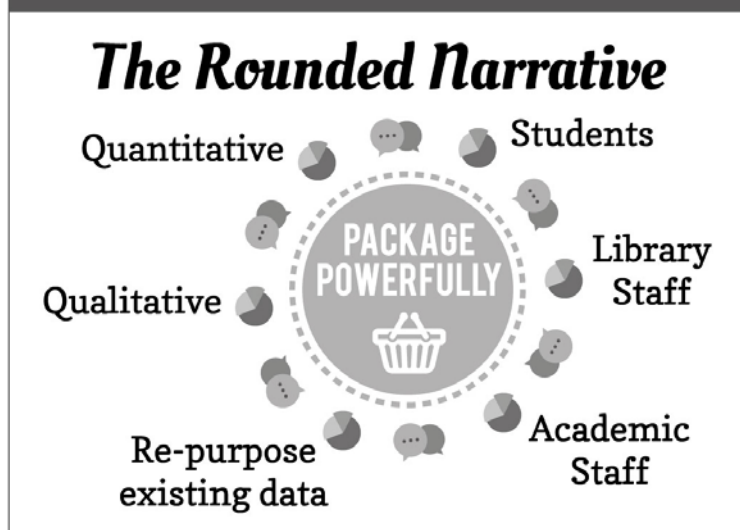 The Rounded Narrative
Quantitative
Students
PACKAGE
POWERFULLY
Library
Staff
Qualitative
Academic
Staff
Re-purpose
existing data